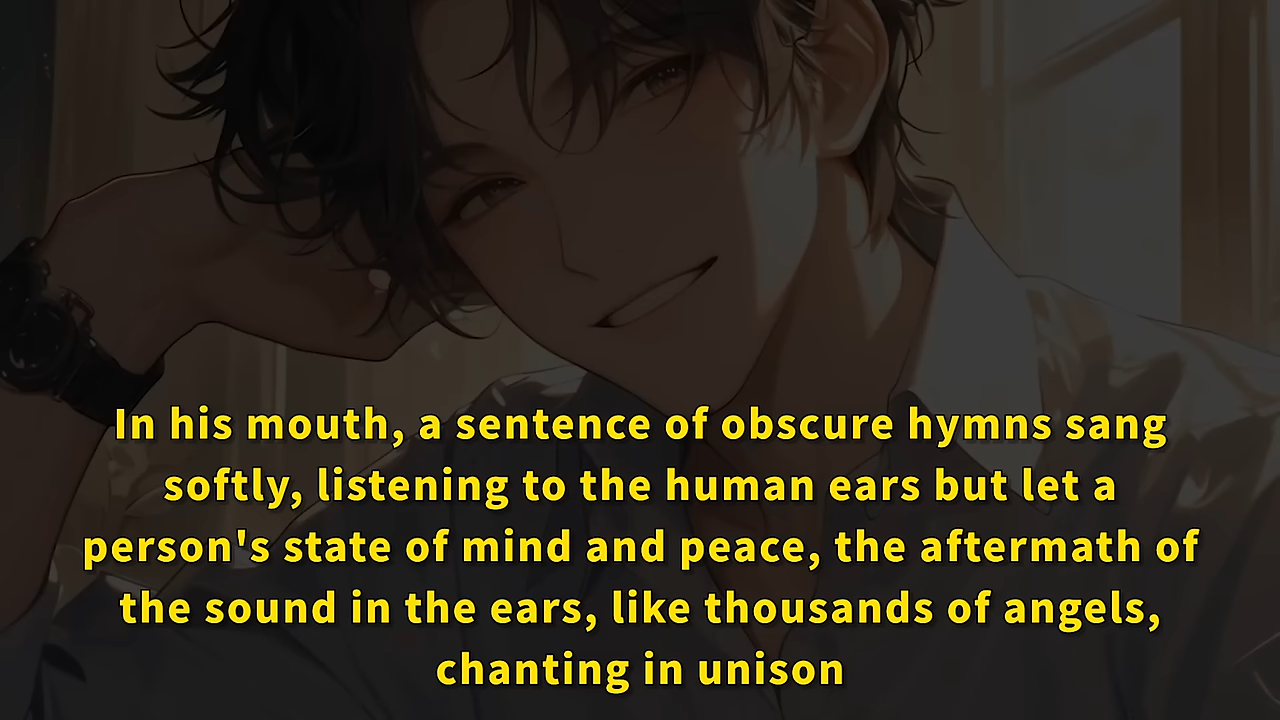 In his mouth, a sentence of obscure hymns sang
softly, listening to the human ears but let a
person's state of mind and peace, the aftermath of
the sound in the ears, like thousands of angels,
chanting in unison